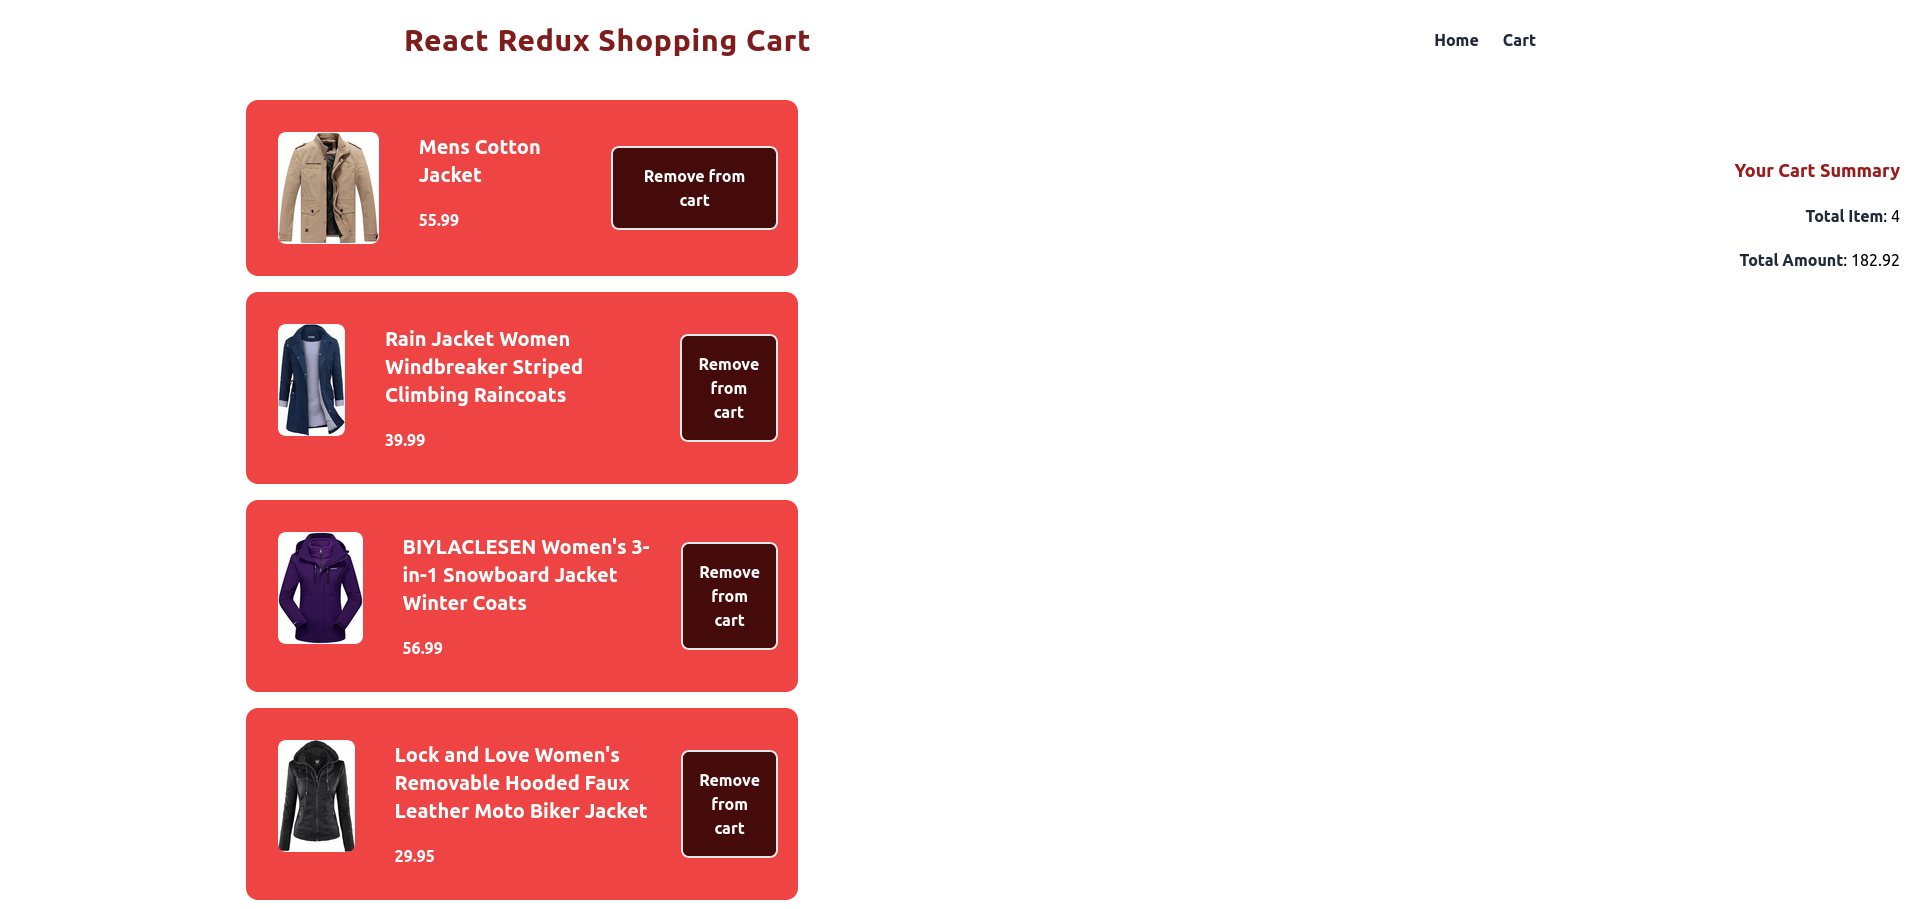 React Redux Shopping Cart
Home
Cart
Mens Cotton
Jacket
55.99
Remove from
cart
Rain Jacket Women
Windbreaker Striped
Climbing Raincoats
39.99
Remove
from
cart
BIYLACLESEN Women's 3-
in-1 Snowboard Jacket
Winter Coats
56.99
Remove
from
cart
Lock and Love Women's
Removable Hooded Faux
Leather Moto Biker Jacket
29.95
Remove
from
cart
Your Cart Summary
Total Item: 4
Total Amount: 182.92